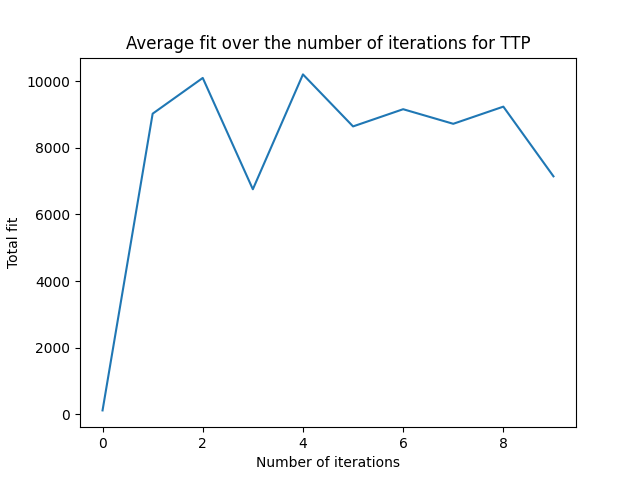 Average fit over the number of iterations for TTP
10000
8000
6000
4000
2000
0
Total fit
0 2 4 6 8
Number of iterations